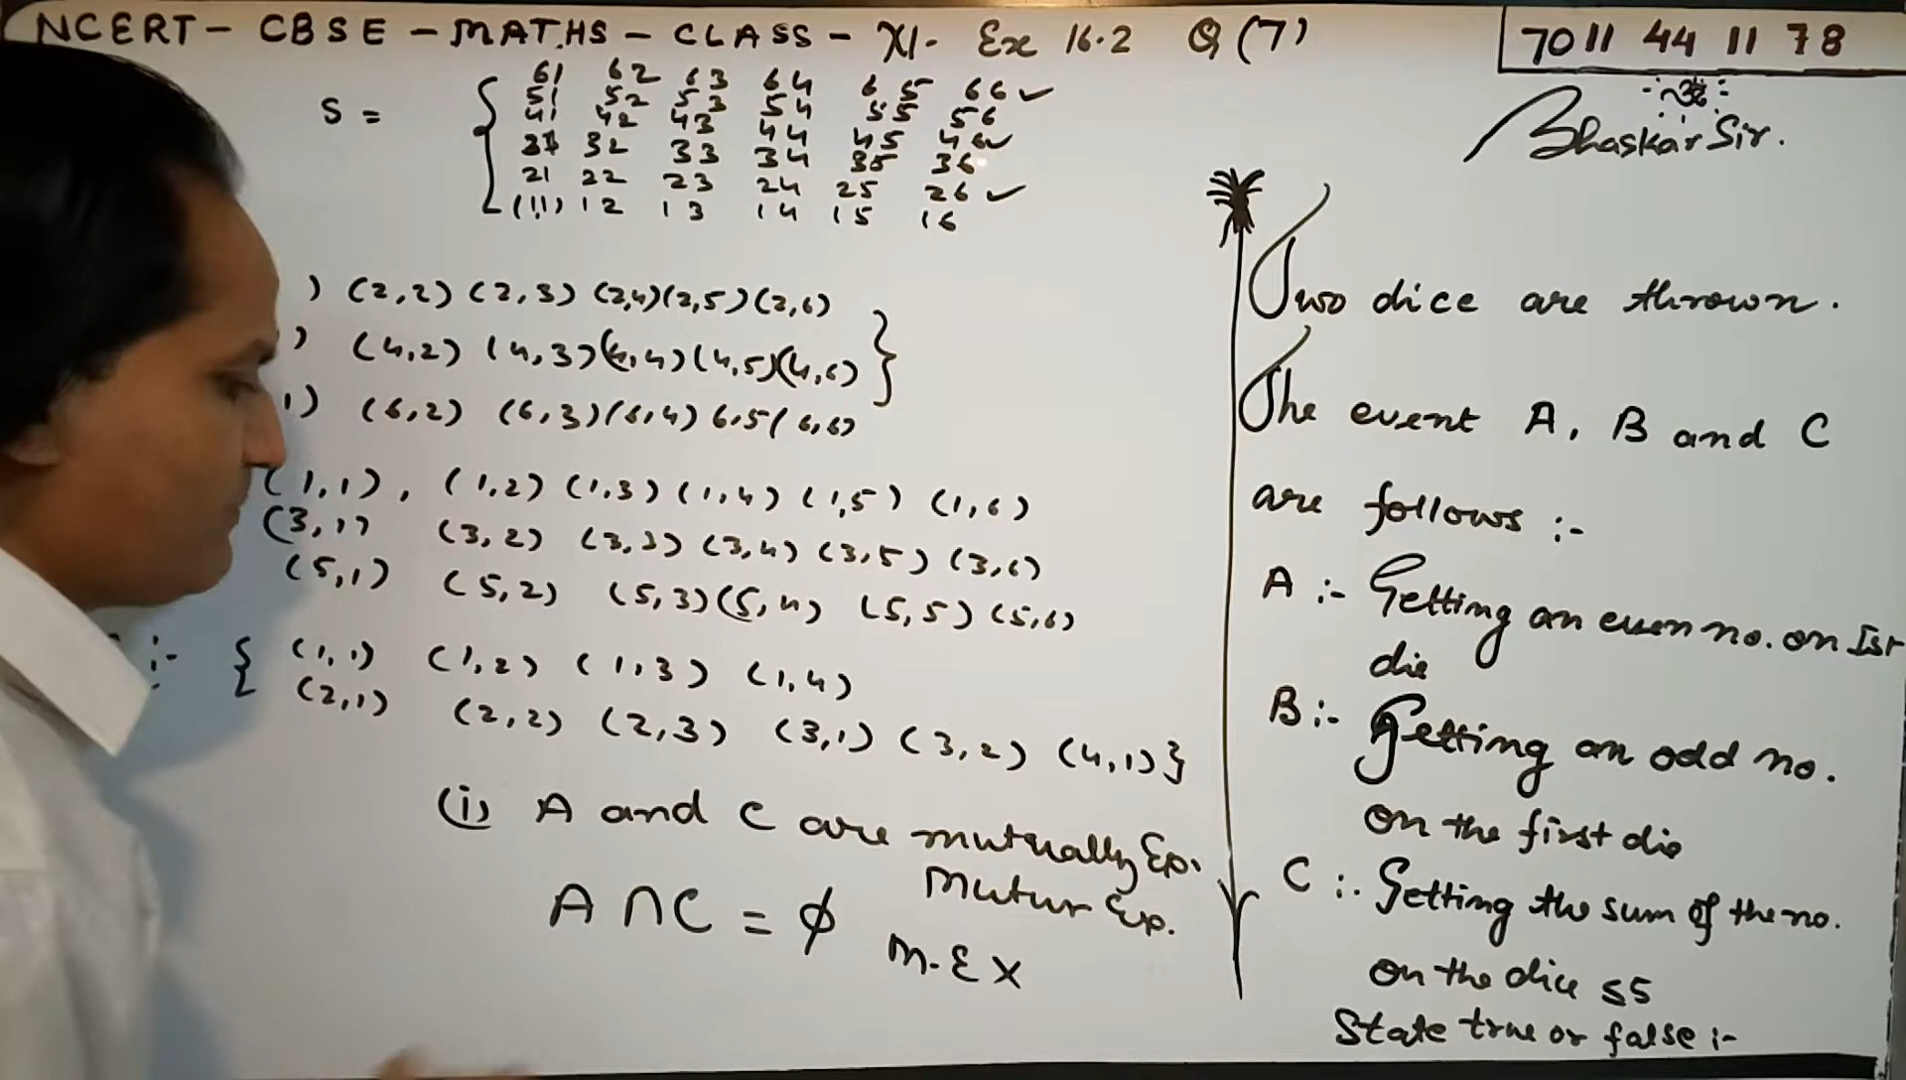 NCERT - CBSE - MATHS - CLASS - XI - Exe 16.2 Q (7)
7011 44 11 78
Bhaskar Sir.
S =
61 62 63 64 65 66 ✓
51 52 53 54 55 56
41 42 43 44 45 46 ✓
31 32 33 34 35 36
21 22 23 24 25 26 ✓
(11) 12 13 14 15 16
) (2,2) (2,3) (2,4) (2,5) (2,6)
) (4,2) (4,3) (4,4) (4,5) (4,6) }
1) (6,2) (6,3) (6,4) 6,5 (6,6)
(1,1), (1,2) (1,3) (1,4) (1,5) (1,6)
(3,1) (3,2) (3,3) (3,4) (3,5) (3,6)
(5,1) (5,2) (5,3) (5,4) (5,5) (5,6)
:- { (1,1) (1,2) (1,3) (1,4)
(2,1) (2,2) (2,3) (3,1) (3,2) (4,1) }
(i) A and C are mutually Ep.
Mutur Exp.
A ∩ C = ϕ M.EX
Two dice are thrown.
The event A, B and C
are follows :-
A :- Getting an even no. on Ist
die
B :- Getting an odd no.
on the first die
C :- Getting the sum of the no.
on the dice ≤5
State true or false :-